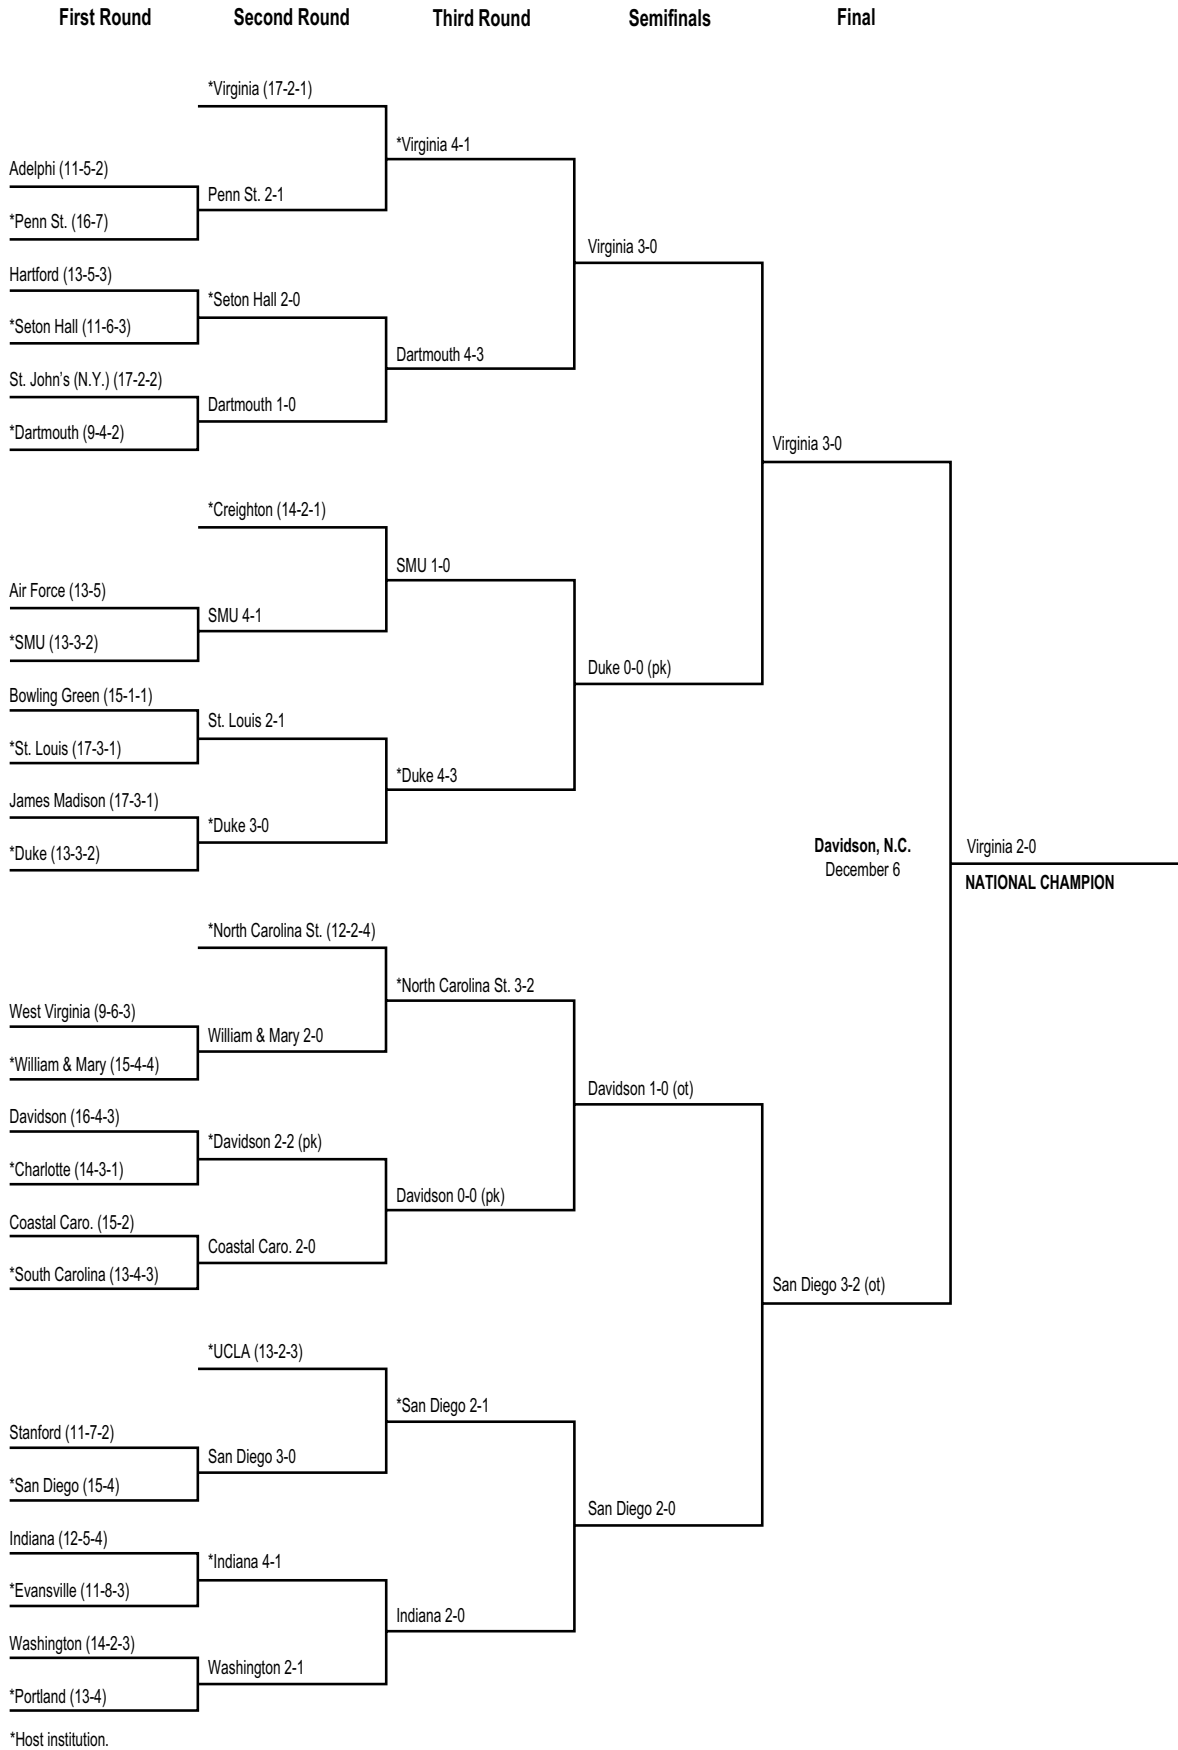 First Round
Second Round
Third Round
Semifinals
Final
*Virginia (17-2-1)
*Virginia 4-1
Adelphi (11-5-2)
Penn St. 2-1
*Penn St. (16-7)
Virginia 3-0
Hartford (13-5-3)
*Seton Hall 2-0
*Seton Hall (11-6-3)
Dartmouth 4-3
St. John's (N.Y.) (17-2-2)
Dartmouth 1-0
*Dartmouth (9-4-2)
Virginia 3-0
*Creighton (14-2-1)
SMU 1-0
Air Force (13-5)
SMU 4-1
*SMU (13-3-2)
Duke 0-0 (pk)
Bowling Green (15-1-1)
St. Louis 2-1
*St. Louis (17-3-1)
*Duke 4-3
James Madison (17-3-1)
*Duke 3-0
*Duke (13-3-2)
Davidson, N.C.
December 6
Virginia 2-0
NATIONAL CHAMPION
*North Carolina St. (12-2-4)
*North Carolina St. 3-2
West Virginia (9-6-3)
William & Mary 2-0
*William & Mary (15-4-4)
Davidson 1-0 (ot)
Davidson (16-4-3)
*Davidson 2-2 (pk)
*Charlotte (14-3-1)
Davidson 0-0 (pk)
Coastal Caro. (15-2)
Coastal Caro. 2-0
*South Carolina (13-4-3)
San Diego 3-2 (ot)
*UCLA (13-2-3)
*San Diego 2-1
Stanford (11-7-2)
San Diego 3-0
*San Diego (15-4)
San Diego 2-0
Indiana (12-5-4)
*Indiana 4-1
*Evansville (11-8-3)
Indiana 2-0
Washington (14-2-3)
Washington 2-1
*Portland (13-4)
*Host institution.